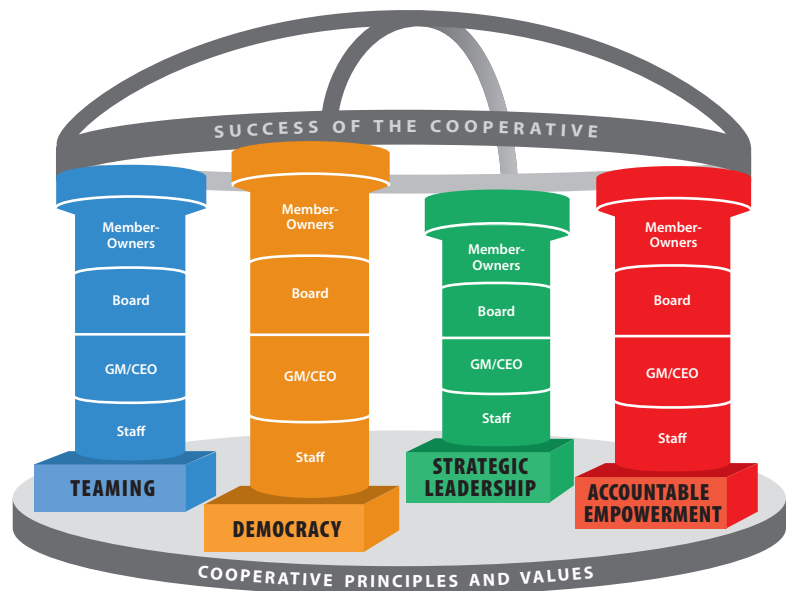 SUCCESS OF THE COOPERATIVE
Member-
Owners
Board
GM/CEO
Staff
TEAMING
Member-
Owners
Board
GM/CEO
Staff
DEMOCRACY
Member-
Owners
Board
GM/CEO
Staff
STRATEGIC
LEADERSHIP
Member-
Owners
Board
GM/CEO
Staff
ACCOUNTABLE
EMPOWERMENT
COOPERATIVE PRINCIPLES AND VALUES